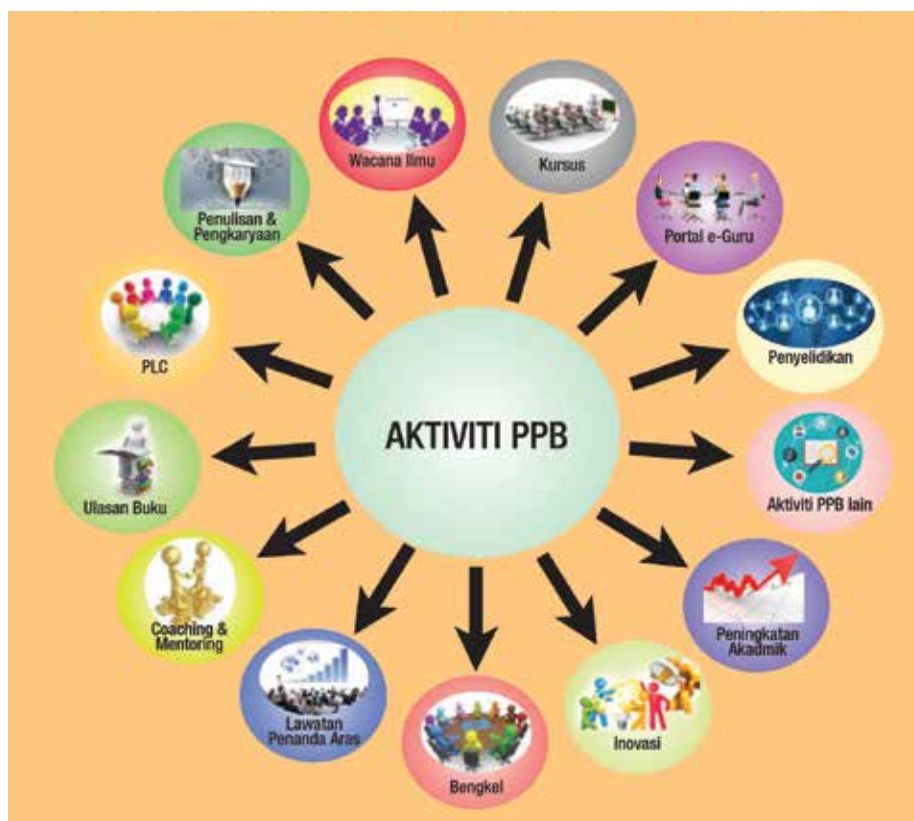 AKTIVITI PPB
Wacana Ilmu
Kursus
Portal e-Guru
Penyelidikan
Aktiviti PPB lain
Peningkatan
Akadmik
Inovasi
Bengkel
Lawatan
Penanda Aras
Coaching &
Mentoring
Ulasan Buku
PLC
Penulisan &
Pengkaryaan